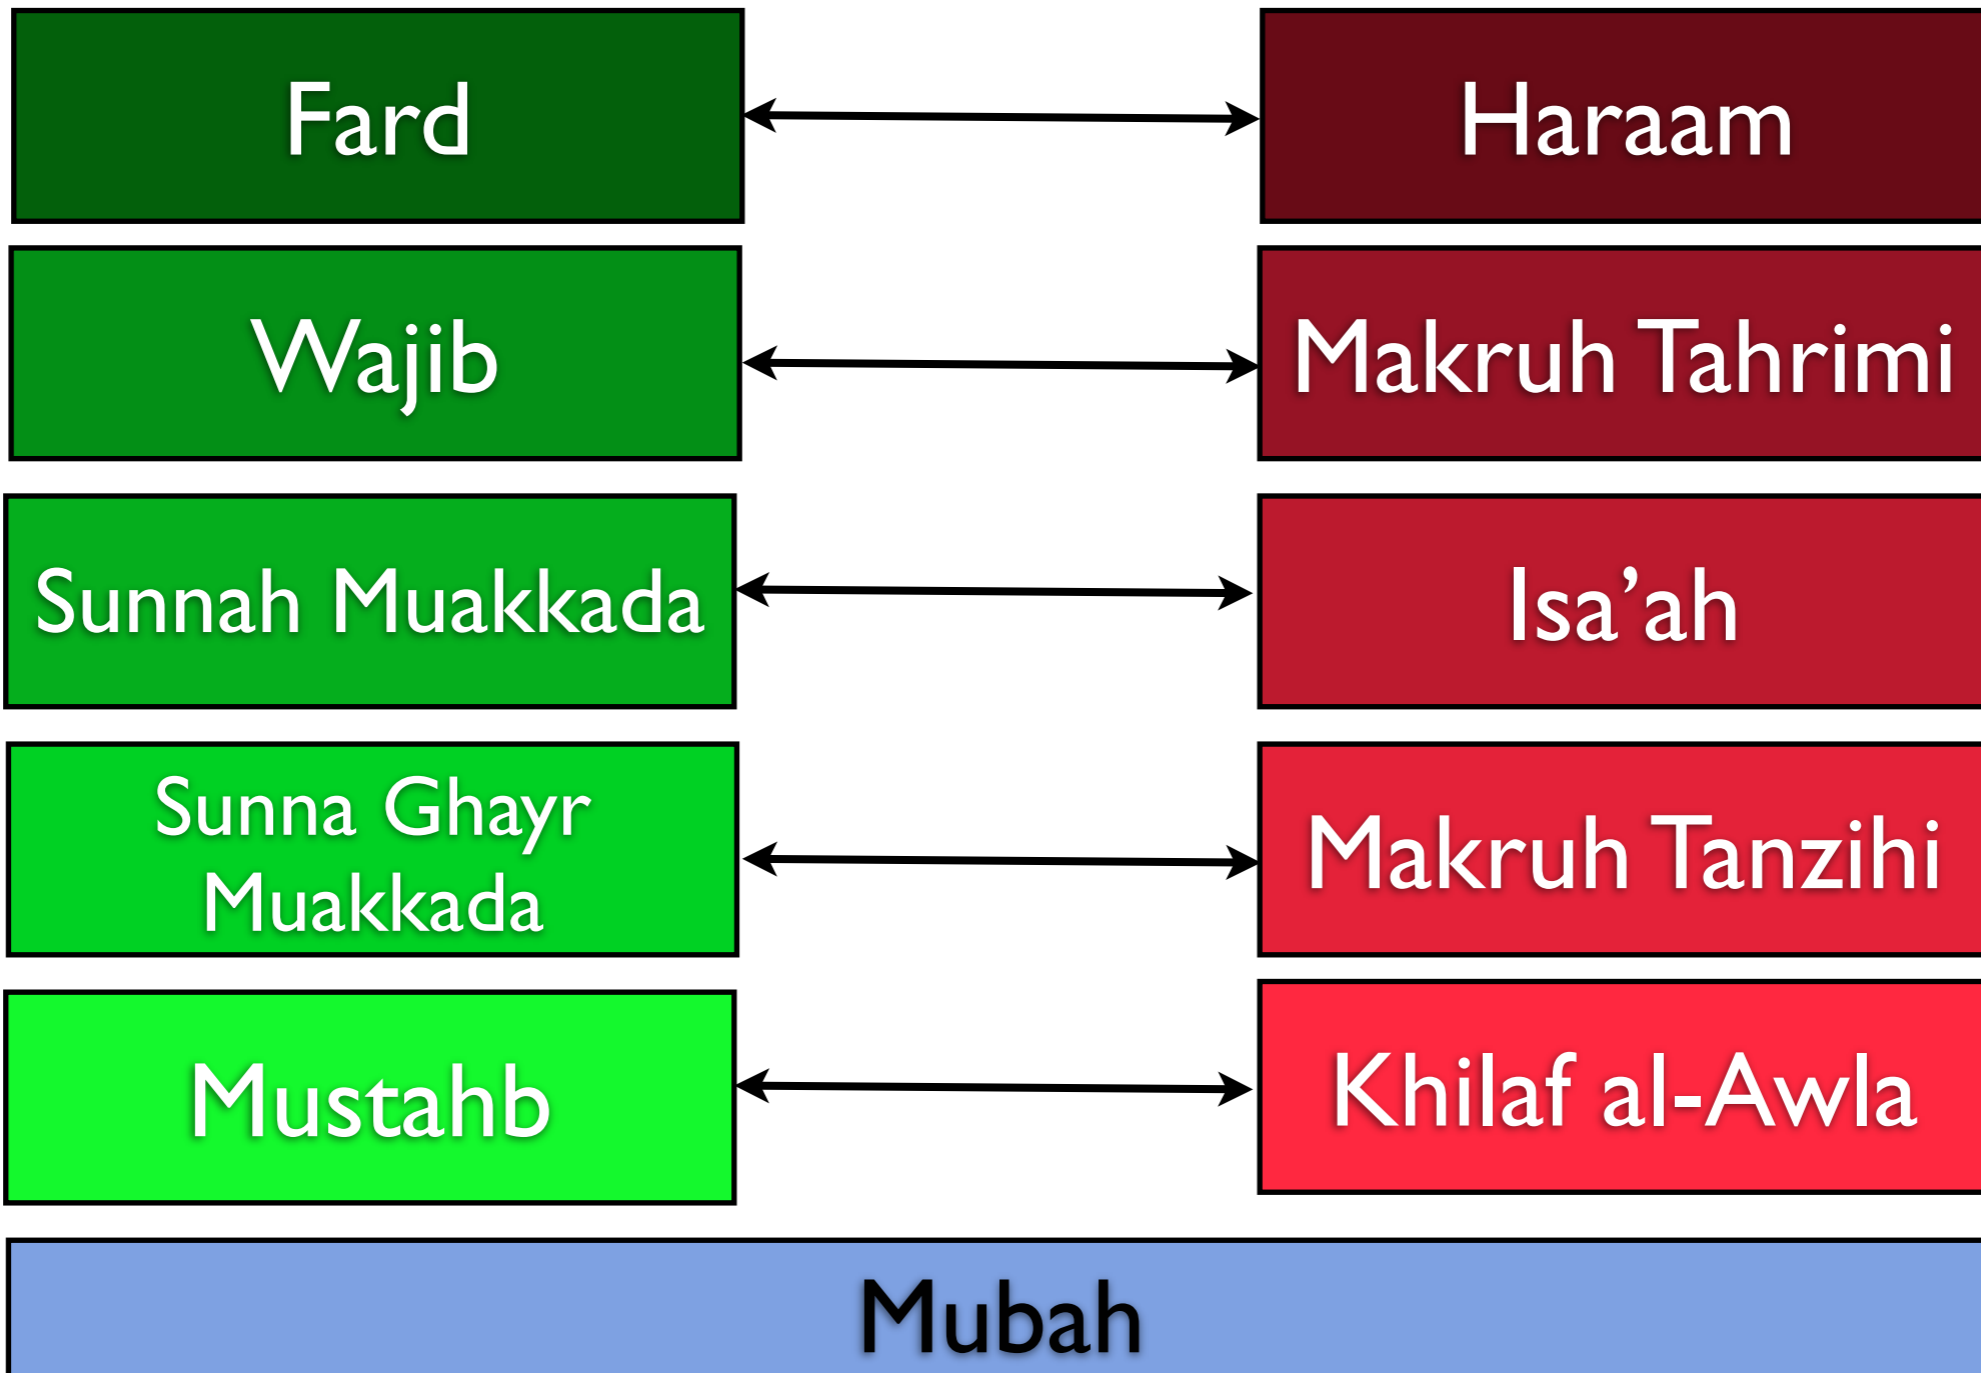 Fard
Haraam
Wajib
Makruh Tahrimi
Sunnah Muakkada
Isa’ah
Sunna Ghayr
Muakkada
Makruh Tanzihi
Mustahb
Khilaf al-Awla
Mubah